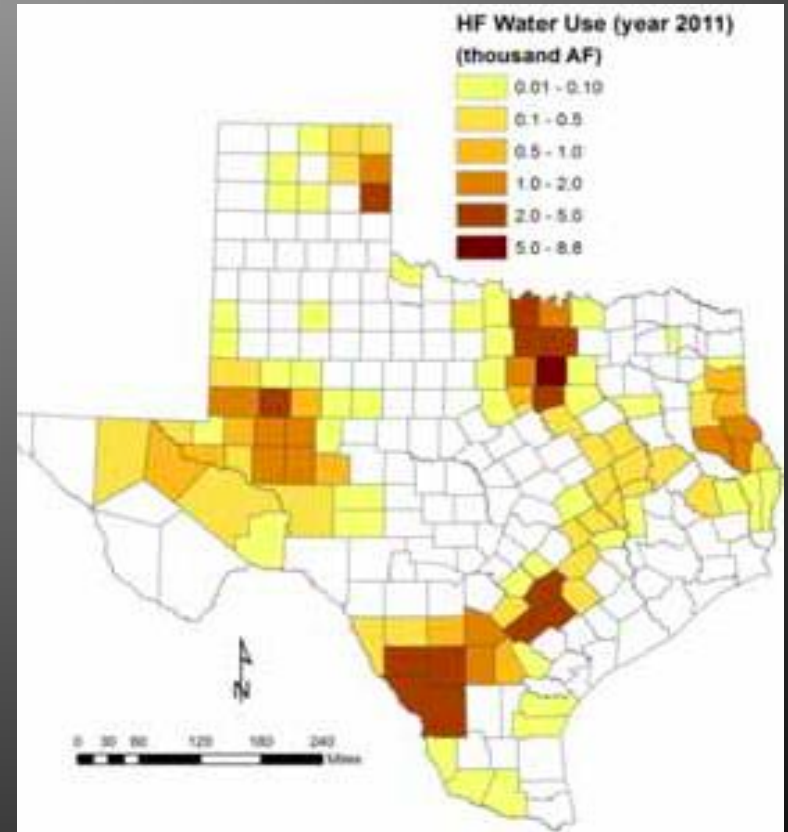 HF Water Use (year 2011)
(thousand AF)
0.01 - 0.10
0.1 - 0.5
0.5 - 1.0
1.0 - 2.0
2.0 - 5.0
5.0 - 8.8
N
0 30 60 120 180 240
Miles